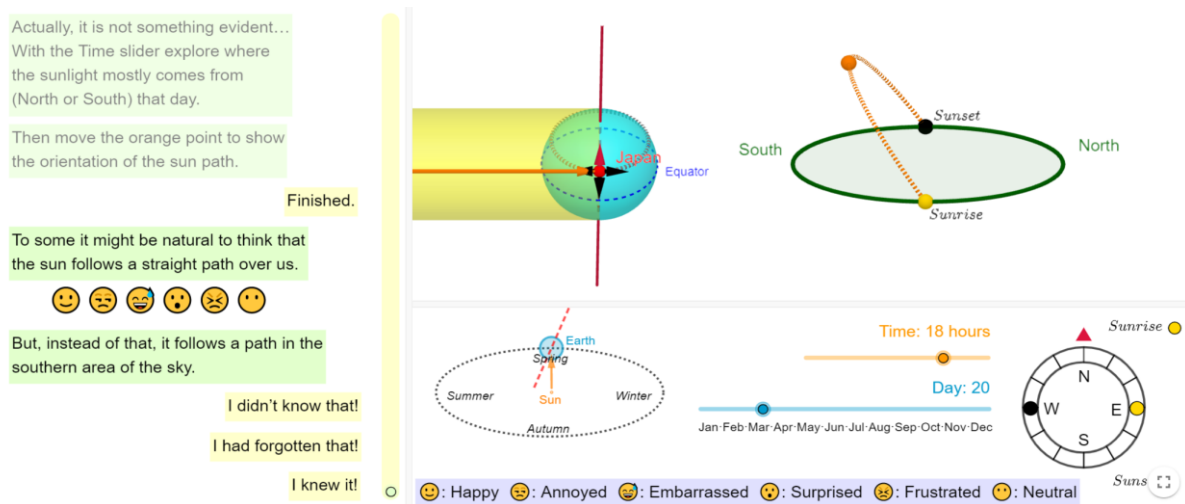 Actually, it is not something evident…
With the Time slider explore where
the sunlight mostly comes from
(North or South) that day.
Then move the orange point to show
the orientation of the sun path.
Finished.
To some it might be natural to think that
the sun follows a straight path over us.
But, instead of that, it follows a path in the
southern area of the sky.
I didn’t know that!
I had forgotten that!
I knew it!
Japan
Equator
Sunset
South
North
Sunrise
Earth
Spring
Summer
Sun
Winter
Autumn
Time: 18 hours
Day: 20
Jan·Feb·Mar·Apr·May·Jun·Jul·Aug·Sep·Oct·Nov·Dec
Sunrise
N
W
E
S
Suns
: Happy : Annoyed : Embarrassed : Surprised : Frustrated : Neutral